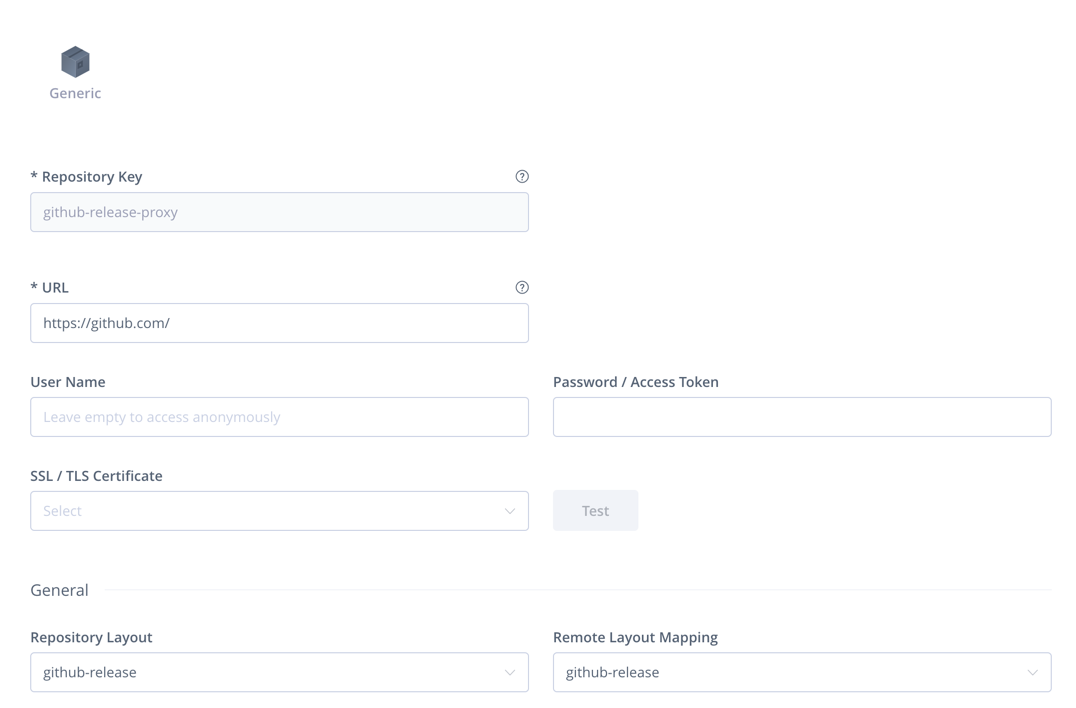 Generic
* Repository Key
github-release-proxy
* URL
https://github.com/
User Name
Password / Access Token
Leave empty to access anonymously
SSL / TLS Certificate
Select
Test
General
Repository Layout
Remote Layout Mapping
github-release
github-release